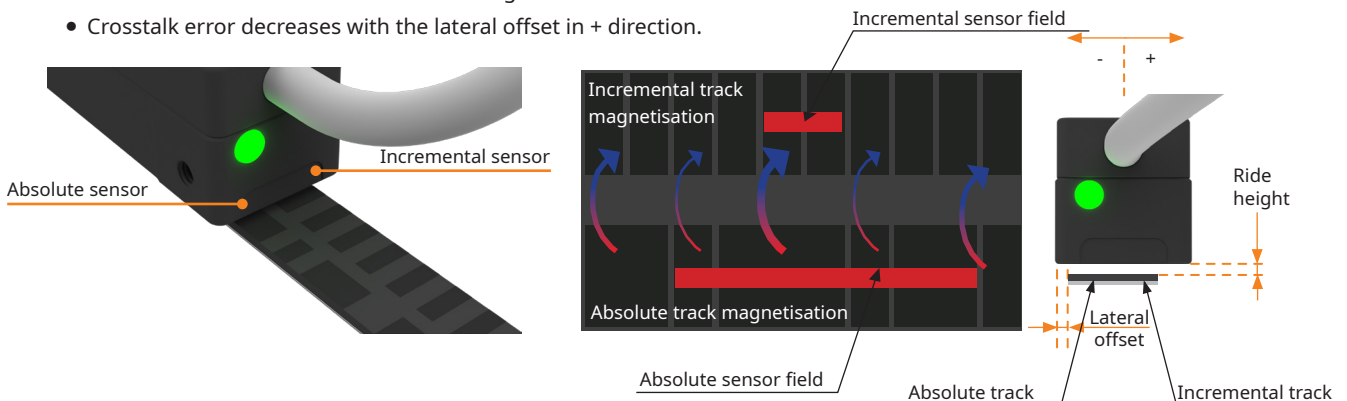 • Crosstalk error decreases with the lateral offset in + direction.
Incremental sensor field
- +
Incremental track
magnetisation
Incremental sensor
Absolute sensor
Ride
height
Absolute track magnetisation
Lateral
offset
Absolute sensor field
Absolute track
Incremental track